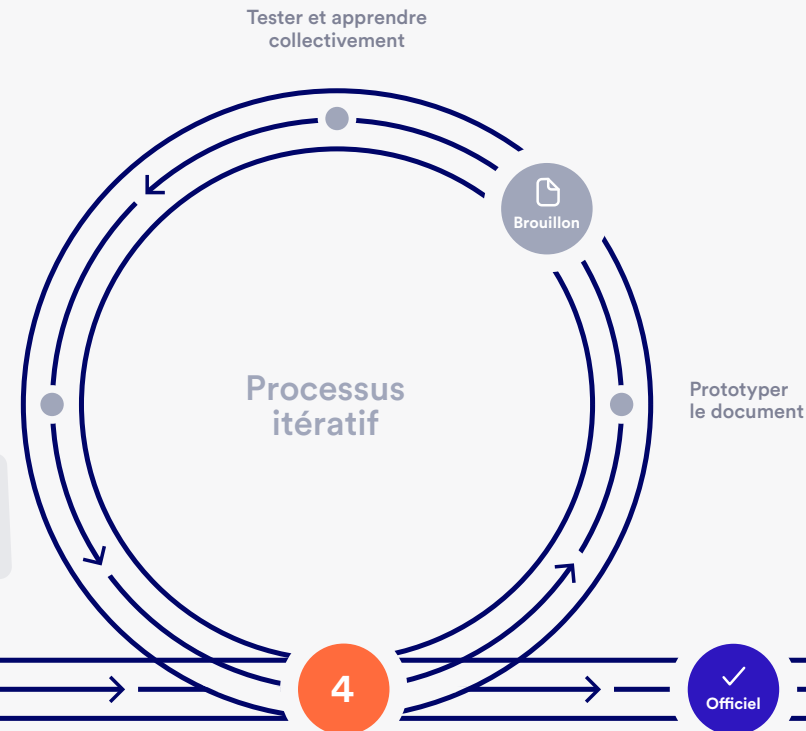 Tester et apprendre
collectivement
Brouillon
Processus
itératif
Prototyper
le document
4
Officiel